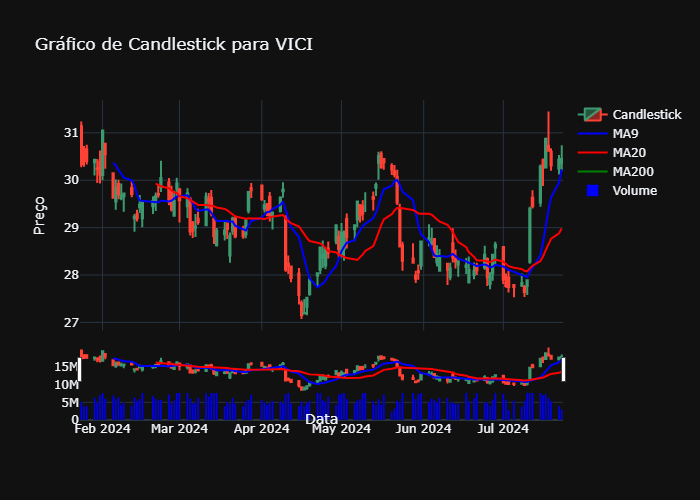 Gráfico de Candlestick para VICI
Candlestick
MA9
MA20
MA200
Volume
Preço
31
30
29
28
27
15M
10M
5M
0
Data
Feb 2024
Mar 2024
Apr 2024
May 2024
Jun 2024
Jul 2024